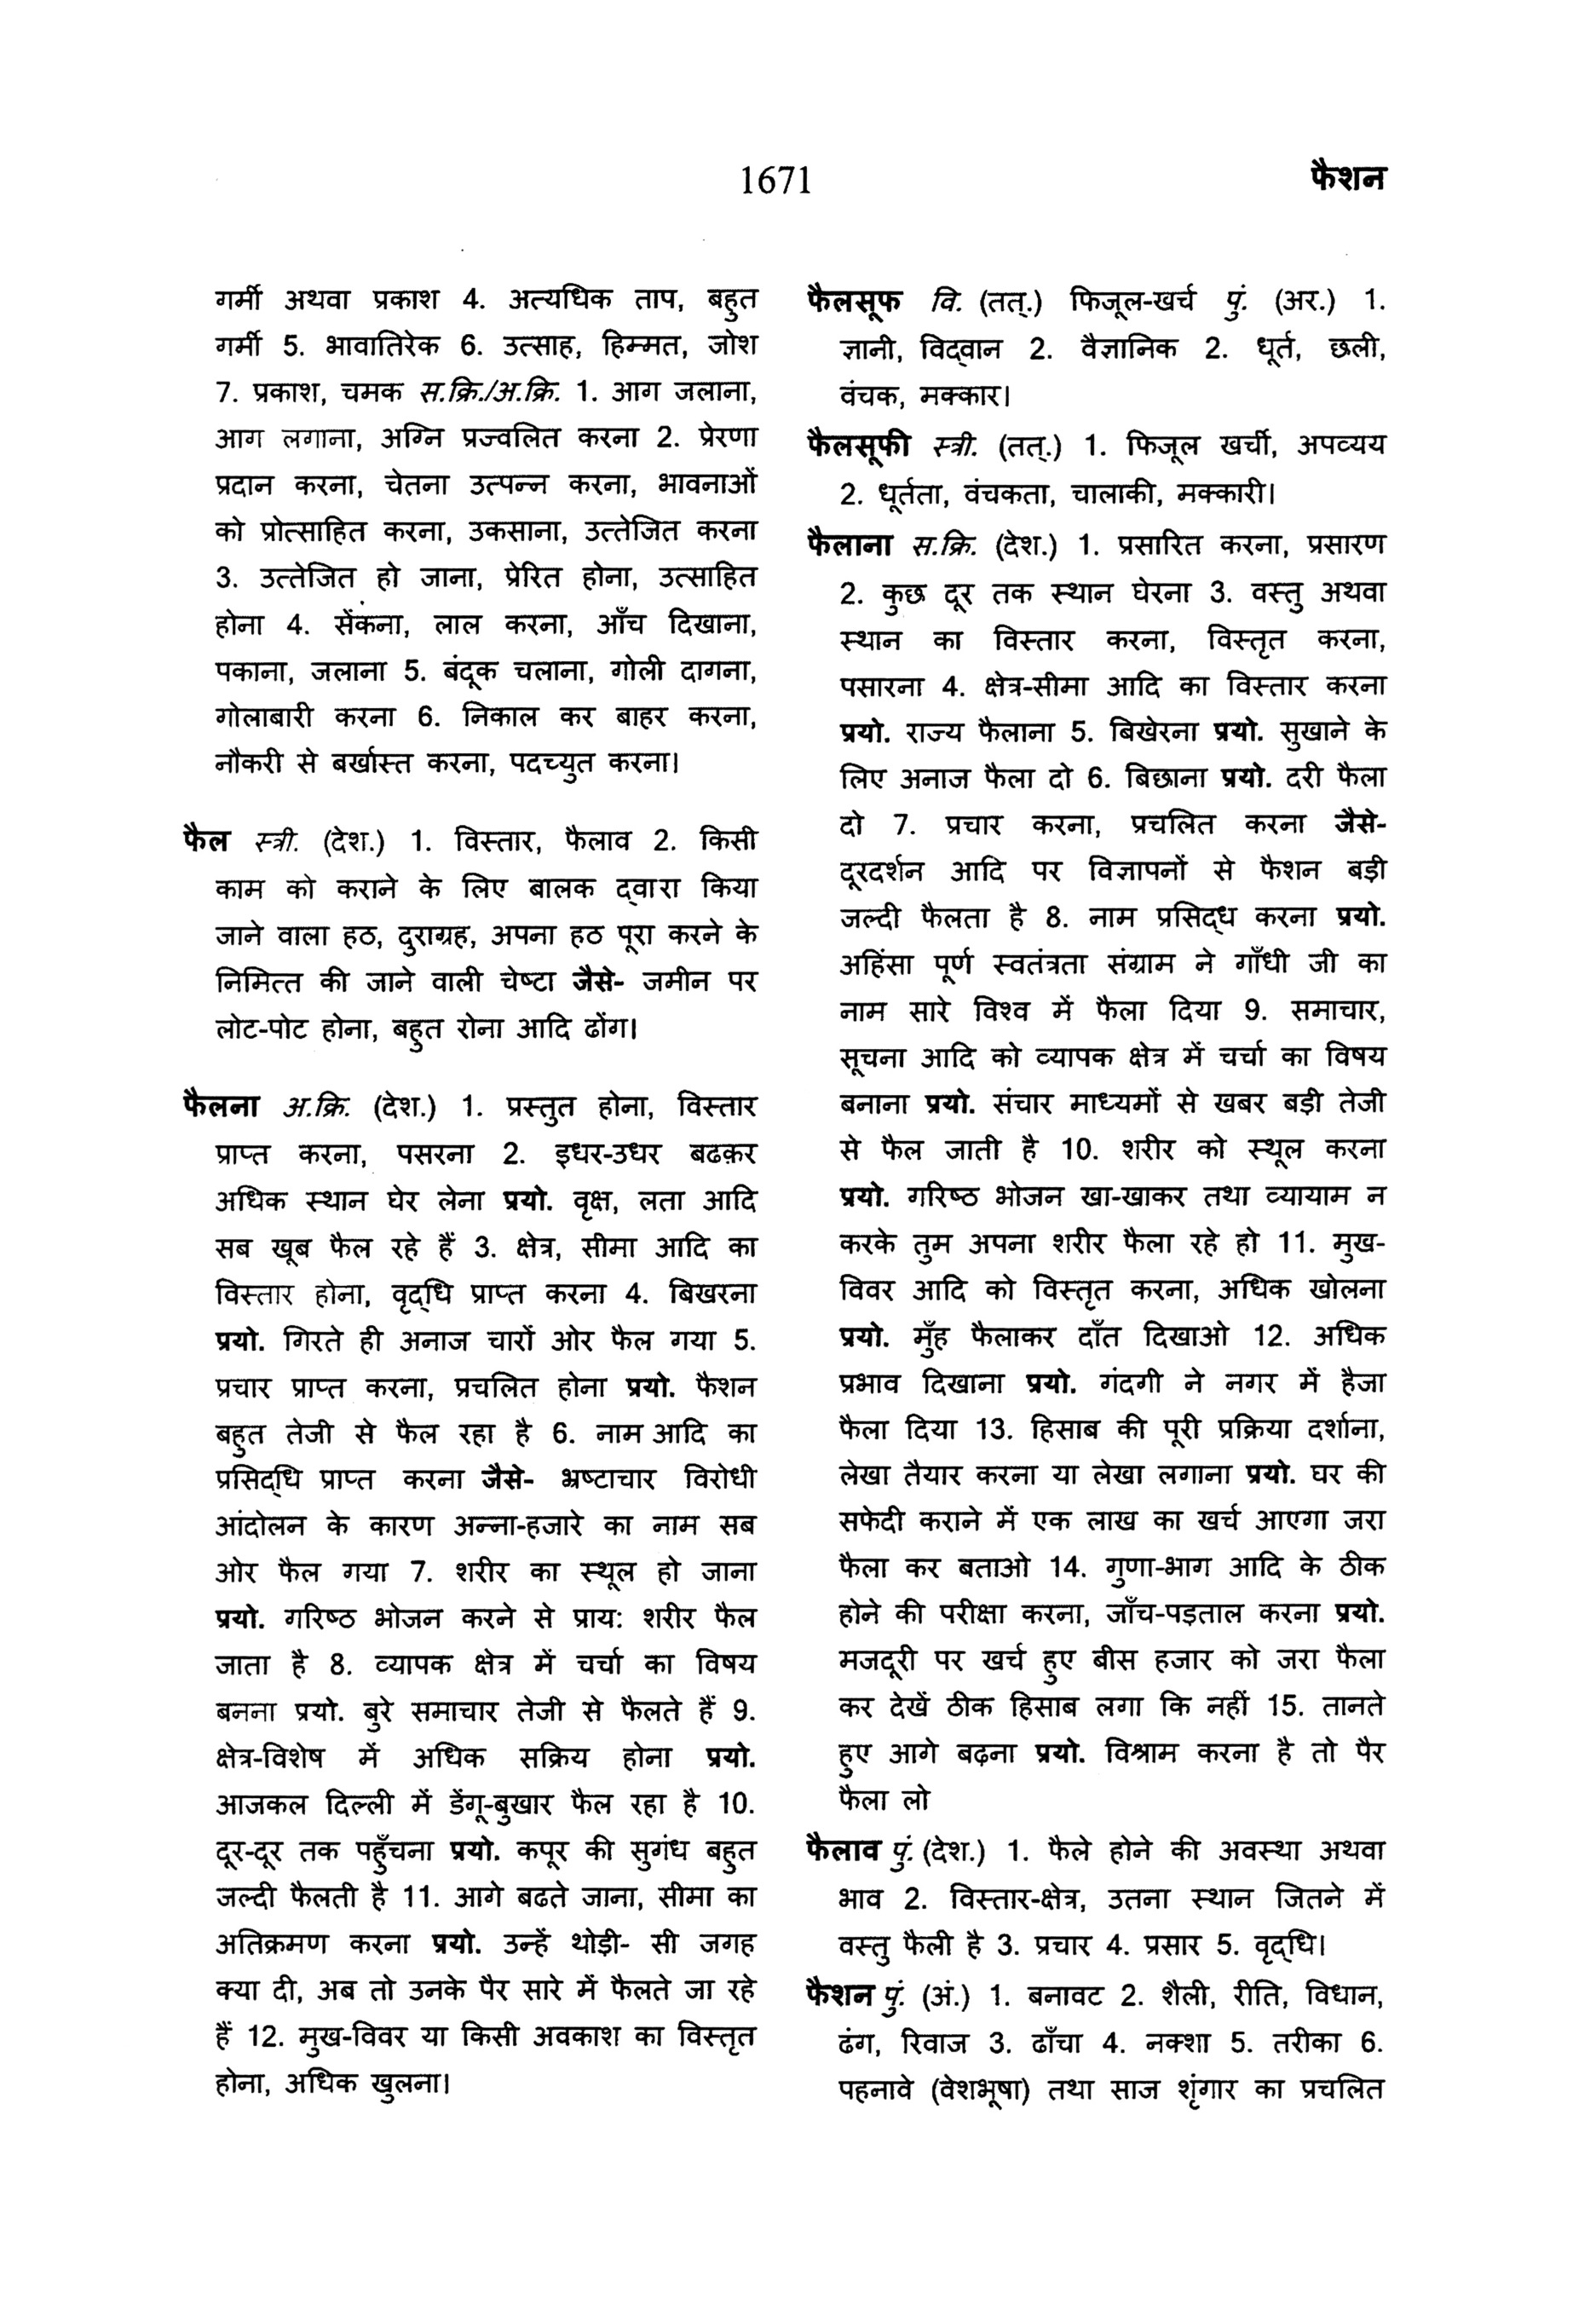 1671
फैशन
गर्मी अथवा प्रकाश 4. अत्यधिक ताप, बहुत
गर्मी 5. भावातिरेक 6. उत्साह, हिम्मत, जोश
7. प्रकाश, चमक स.क्रि./अ.क्रि. 1. आग जलाना,
आग लगाना, अग्नि प्रज्वलित करना 2. प्रेरणा
प्रदान करना, चेतना उत्पन्न करना, भावनाओं
को प्रोत्साहित करना, उकसाना, उत्तेजित करना
3. उत्तेजित हो जाना, प्रेरित होना, उत्साहित
होना 4. सेंकना, लाल करना, आँच दिखाना,
पकाना, जलाना 5. बंदूक चलाना, गोली दागना,
गोलाबारी करना 6. निकाल कर बाहर करना,
नौकरी से बर्खास्त करना, पदच्युत करना।
फैल स्त्री. (देश.) 1. विस्तार, फैलाव 2. किसी
काम को कराने के लिए बालक द्‌वारा किया
जाने वाला हठ, दुराग्रह, अपना हठ पूरा करने के
निमित्त की जाने वाली चेष्टा जैसे- जमीन पर
लोट-पोट होना, बहुत रोना आदि ढोंग।
फैलना अ.क्रि. (देश.) 1. प्रस्तुत होना, विस्तार
प्राप्त करना, पसरना 2. इधर-उधर बढक़र
अधिक स्थान घेर लेना प्रयो. वृक्ष, लता आदि
सब खूब फैल रहे हैं 3. क्षेत्र, सीमा आदि का
विस्तार होना, वृद्‌धि प्राप्त करना 4. बिखरना
प्रयो. गिरते ही अनाज चारों ओर फैल गया 5.
प्रचार प्राप्त करना, प्रचलित होना प्रयो. फैशन
बहुत तेजी से फैल रहा है 6. नाम आदि का
प्रसिद्‌धि प्राप्त करना जैसे- भ्रष्टाचार विरोधी
आंदोलन के कारण अन्ना-हजारे का नाम सब
ओर फैल गया 7. शरीर का स्थूल हो जाना
प्रयो. गरिष्ठ भोजन करने से प्राय: शरीर फैल
जाता है 8. व्यापक क्षेत्र में चर्चा का विषय
बनना प्रयो. बुरे समाचार तेजी से फैलते हैं 9.
क्षेत्र-विशेष में अधिक सक्रिय होना प्रयो.
आजकल दिल्ली में डेंगू-बुखार फैल रहा है 10.
दूर-दूर तक पहुँचना प्रयो. कपूर की सुगंध बहुत
जल्दी फैलती है 11. आगे बढते जाना, सीमा का
अतिक्रमण करना प्रयो. उन्हें थोड़ी- सी जगह
क्या दी, अब तो उनके पैर सारे में फैलते जा रहे
हैं 12. मुख-विवर या किसी अवकाश का विस्तृत
होना, अधिक खुलना।
फैलसूफ वि. (तत्.) फिजूल-खर्च पुं. (अर.) 1.
ज्ञानी, विद्‌वान 2. वैज्ञानिक 2. धूर्त, छली,
वंचक, मक्कार।
फैलसूफी स्त्री. (तत्.) 1. फिजूल खर्ची, अपव्यय
2. धूर्तता, वंचकता, चालाकी, मक्कारी।
फैलाना स.क्रि. (देश.) 1. प्रसारित करना, प्रसारण
2. कुछ दूर तक स्थान घेरना 3. वस्तु अथवा
स्थान का विस्तार करना, विस्तृत करना,
पसारना 4. क्षेत्र-सीमा आदि का विस्तार करना
प्रयो. राज्य फैलाना 5. बिखेरना प्रयो. सुखाने के
लिए अनाज फैला दो 6. बिछाना प्रयो. दरी फैला
दो 7. प्रचार करना, प्रचलित करना जैसे-
दूरदर्शन आदि पर विज्ञापनों से फैशन बड़ी
जल्दी फैलता है 8. नाम प्रसिद्‌ध करना प्रयो.
अहिंसा पूर्ण स्वतंत्रता संग्राम ने गाँधी जी का
नाम सारे विश्व में फैला दिया 9. समाचार,
सूचना आदि को व्यापक क्षेत्र में चर्चा का विषय
बनाना प्रयो. संचार माध्यमों से खबर बड़ी तेजी
से फैल जाती है 10. शरीर को स्थूल करना
प्रयो. गरिष्ठ भोजन खा-खाकर तथा व्यायाम न
करके तुम अपना शरीर फैला रहे हो 11. मुख-
विवर आदि को विस्तृत करना, अधिक खोलना
प्रयो. मुँह फैलाकर दाँत दिखाओ 12. अधिक
प्रभाव दिखाना प्रयो. गंदगी ने नगर में हैजा
फैला दिया 13. हिसाब की पूरी प्रक्रिया दर्शाना,
लेखा तैयार करना या लेखा लगाना प्रयो. घर की
सफेदी कराने में एक लाख का खर्च आएगा जरा
फैला कर बताओ 14. गुणा-भाग आदि के ठीक
होने की परीक्षा करना, जाँच-पड़ताल करना प्रयो.
मजदूरी पर खर्च हुए बीस हजार को जरा फैला
कर देखें ठीक हिसाब लगा कि नहीं 15. तानते
हुए आगे बढ़ना प्रयो. विश्राम करना है तो पैर
फैला लो
फैलाव पुं. (देश.) 1. फैले होने की अवस्था अथवा
भाव 2. विस्तार-क्षेत्र, उतना स्थान जितने में
वस्तु फैली है 3. प्रचार 4. प्रसार 5. वृद्‌धि।
फैशन पुं. (अं.) 1. बनावट 2. शैली, रीति, विधान,
ढंग, रिवाज 3. ढाँचा 4. नक्शा 5. तरीका 6.
पहनावे (वेशभूषा) तथा साज शृंगार का प्रचलित